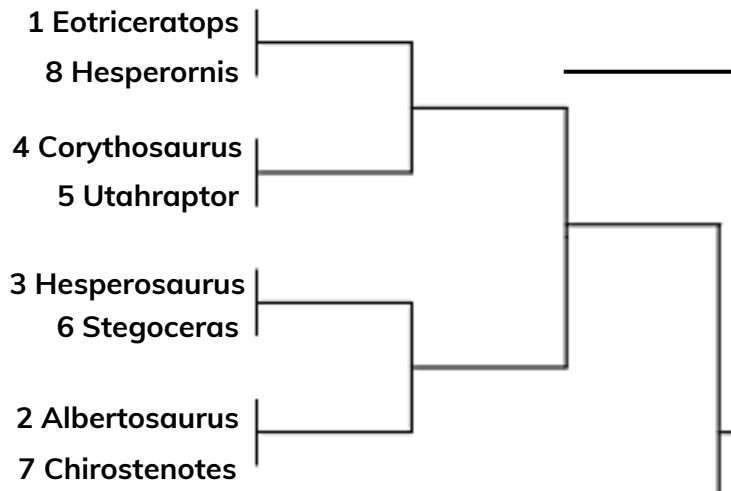 1 Eotriceratops
8 Hesperornis
4 Corythosaurus
5 Utahraptor
3 Hesperosaurus
6 Stegoceras
2 Albertosaurus
7 Chirostenotes